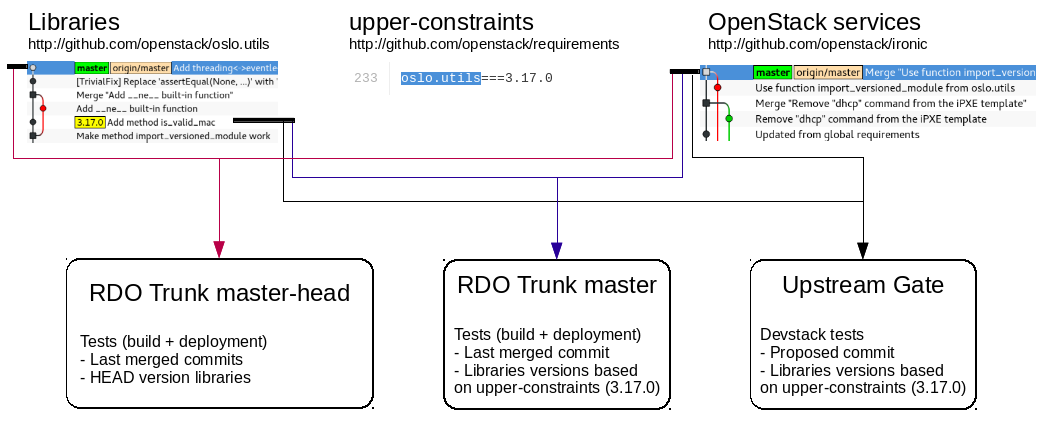 Libraries
http://github.com/openstack/oslo.utils
master origin/master Add threading<->eventle
[TrivialFix] Replace 'assertEqual(None, ...)' with '
Merge "Add __ne__ built-in function"
Add __ne__ built-in function
3.17.0 Add method is_valid_mac
Make method import_versioned_module work
upper-constraints
http://github.com/openstack/requirements
233 oslo.utils===3.17.0
OpenStack services
http://github.com/openstack/ironic
master origin/master Merge "Use function import_version
Use function import_versioned_module from oslo.utils
Merge "Remove "dhcp" command from the iPXE template"
Remove "dhcp" command from the iPXE template
Updated from global requirements
RDO Trunk master-head
Tests (build + deployment)
- Last merged commits
- HEAD version libraries
RDO Trunk master
Tests (build + deployment)
- Last merged commit
- Libraries versions based
on upper-constraints (3.17.0)
Upstream Gate
Devstack tests
- Proposed commit
- Libraries versions based
on upper-constraints (3.17.0)